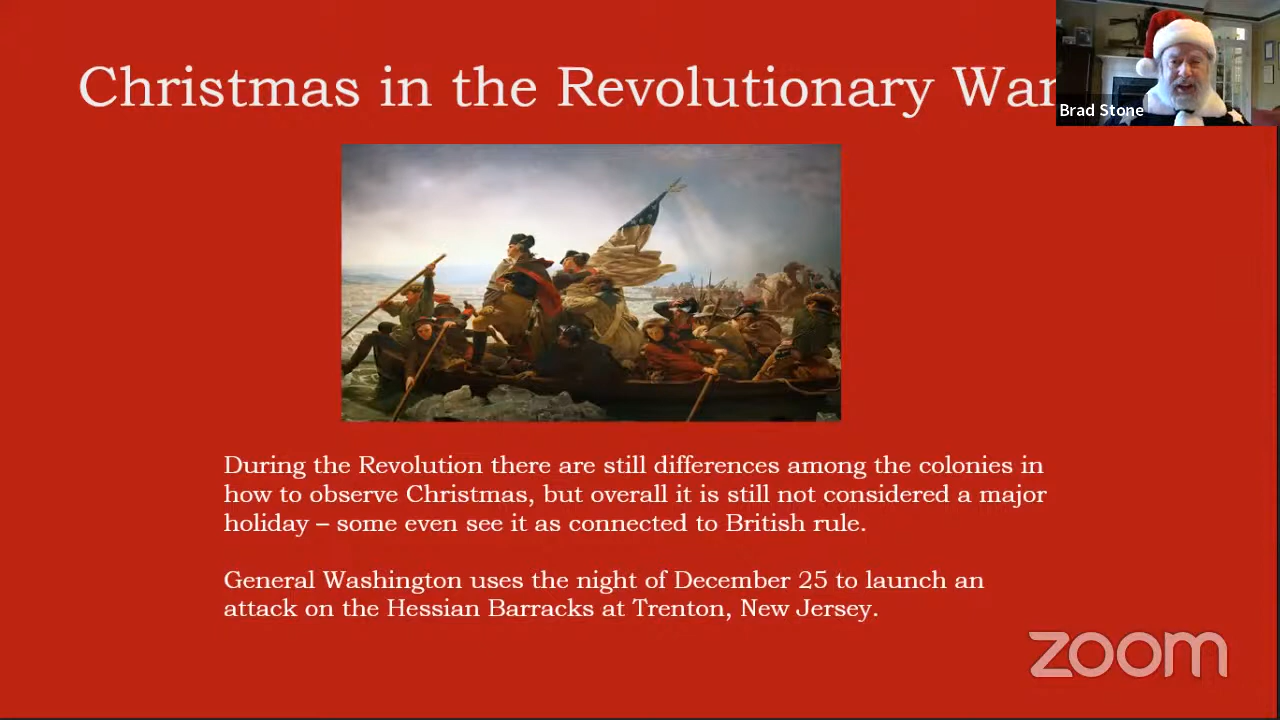 Christmas in the Revolutionary War
Brad Stone
During the Revolution there are still differences among the colonies in
how to observe Christmas, but overall it is still not considered a major
holiday – some even see it as connected to British rule.
General Washington uses the night of December 25 to launch an
attack on the Hessian Barracks at Trenton, New Jersey.
zoom